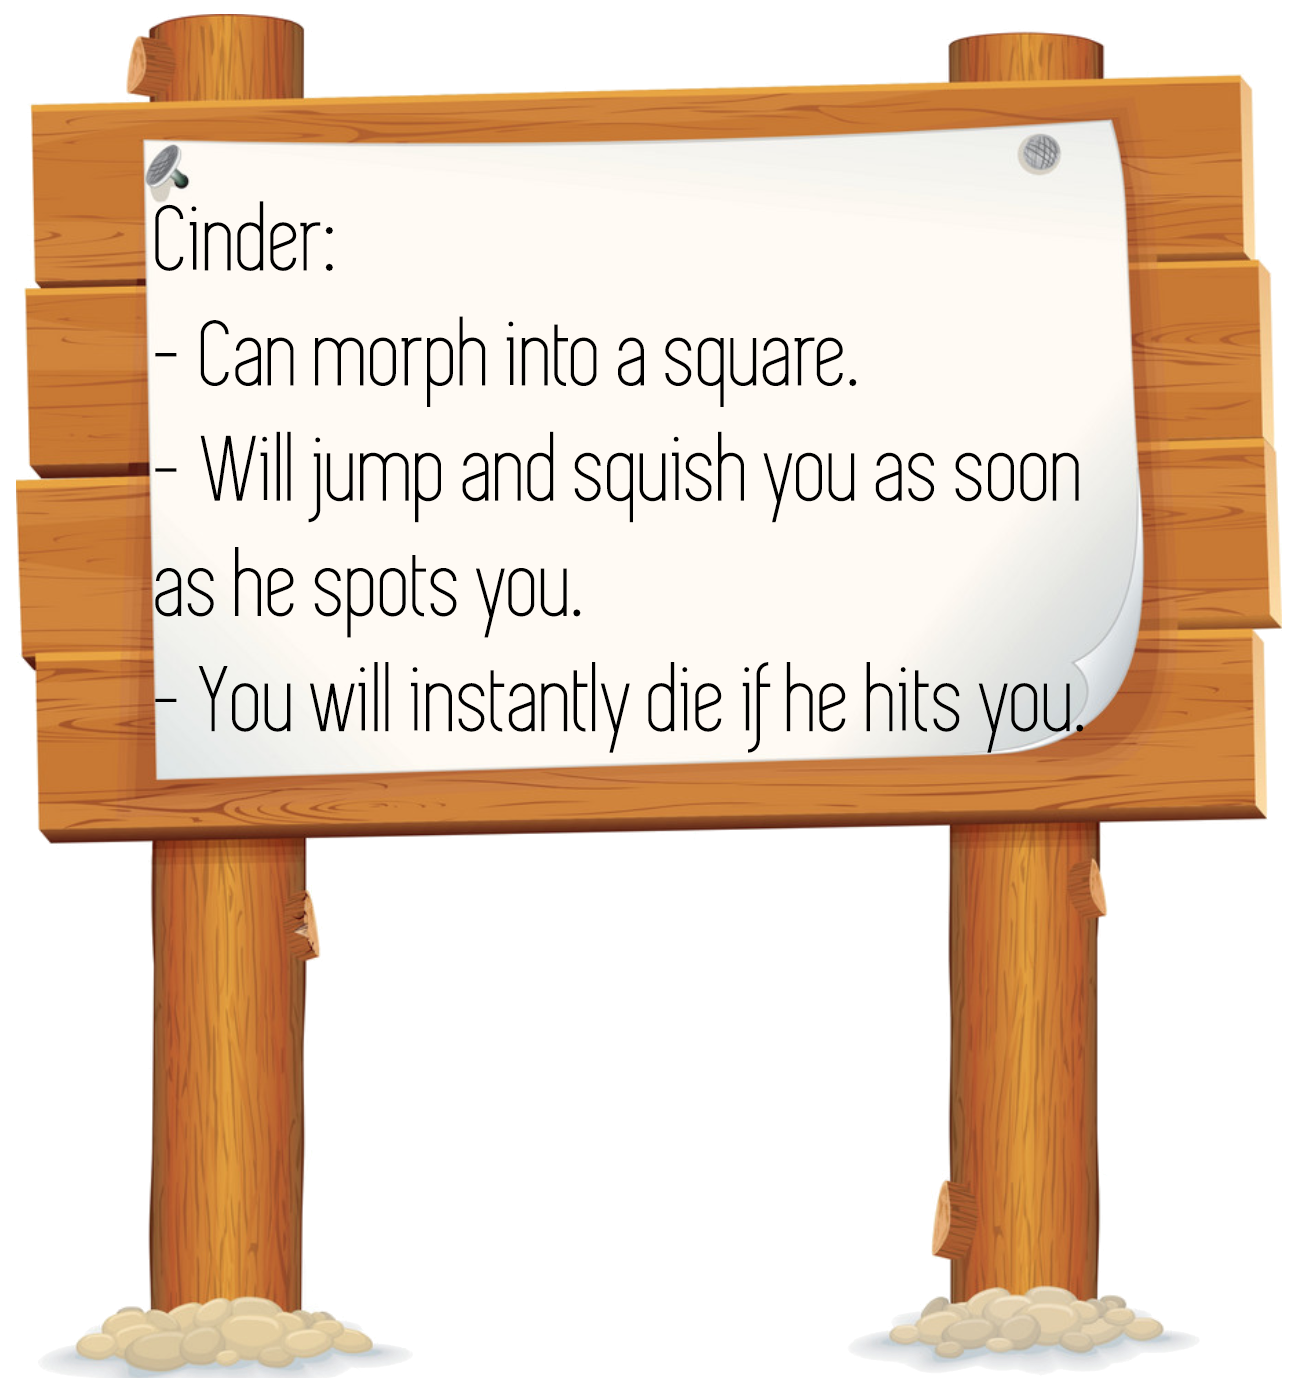 Cinder:
- Can morph into a square.
- Will jump and squish you as soon
as he spots you.
- You will instantly die if he hits you.